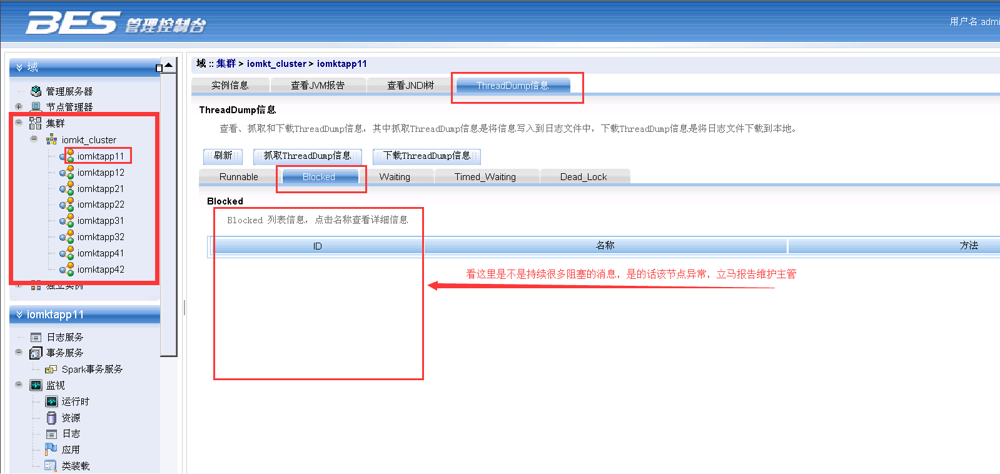 BES 管理控制台
用户名:admi
域
管理服务器
节点管理器
集群
iomkt_cluster
iomktapp11
iomktapp12
iomktapp21
iomktapp22
iomktapp31
iomktapp32
iomktapp41
iomktapp42
独立实例
iomktapp11
日志服务
事务服务
Spark事务服务
监视
运行时
资源
日志
应用
类装载
域 :: 集群 > iomkt_cluster > iomktapp11
实例信息 查看JVM报告 查看JNDI树 ThreadDump信息
ThreadDump信息
查看、抓取和下载ThreadDump信息，其中抓取ThreadDump信息是将信息写入到日志文件中，下载ThreadDump信息是将日志文件下载到本地。
刷新 抓取ThreadDump信息 下载ThreadDump信息
Runnable Blocked Waiting Timed_Waiting Dead_Lock
Blocked
Blocked 列表信息，点击名称查看详细信息
ID 名称 方法
看这里是不是持续很多阻塞的消息，是的话该节点异常，立马报告维护主管